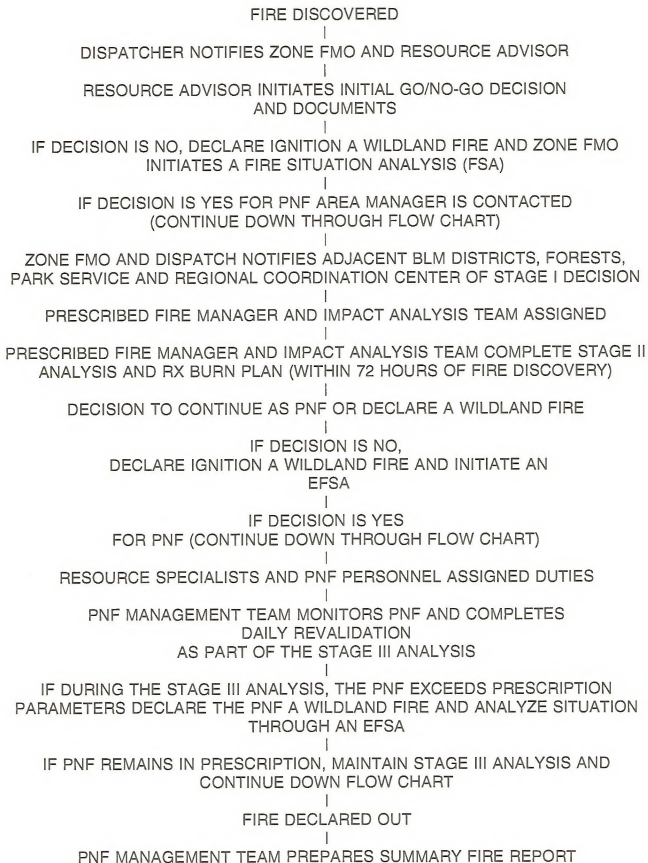 FIRE DISCOVERED
DISPATCHER NOTIFIES ZONE FMO AND RESOURCE ADVISOR
RESOURCE ADVISOR INITIATES INITIAL GO/NO-GO DECISION
AND DOCUMENTS
IF DECISION IS NO, DECLARE IGNITION A WILDLAND FIRE AND ZONE FMO
INITIATES A FIRE SITUATION ANALYSIS (FSA)
IF DECISION IS YES FOR PNF AREA MANAGER IS CONTACTED
(CONTINUE DOWN THROUGH FLOW CHART)
ZONE FMO AND DISPATCH NOTIFIES ADJACENT BLM DISTRICTS, FORESTS,
PARK SERVICE AND REGIONAL COORDINATION CENTER OF STAGE I DECISION
PRESCRIBED FIRE MANAGER AND IMPACT ANALYSIS TEAM ASSIGNED
PRESCRIBED FIRE MANAGER AND IMPACT ANALYSIS TEAM COMPLETE STAGE II
ANALYSIS AND RX BURN PLAN (WITHIN 72 HOURS OF FIRE DISCOVERY)
DECISION TO CONTINUE AS PNF OR DECLARE A WILDLAND FIRE
IF DECISION IS NO,
DECLARE IGNITION A WILDLAND FIRE AND INITIATE AN
EFSA
IF DECISION IS YES
FOR PNF (CONTINUE DOWN THROUGH FLOW CHART)
RESOURCE SPECIALISTS AND PNF PERSONNEL ASSIGNED DUTIES
PNF MANAGEMENT TEAM MONITORS PNF AND COMPLETES
DAILY REVALIDATION
AS PART OF THE STAGE III ANALYSIS
IF DURING THE STAGE III ANALYSIS, THE PNF EXCEEDS PRESCRIPTION
PARAMETERS DECLARE THE PNF A WILDLAND FIRE AND ANALYZE SITUATION
THROUGH AN EFSA
IF PNF REMAINS IN PRESCRIPTION, MAINTAIN STAGE III ANALYSIS AND
CONTINUE DOWN FLOW CHART
FIRE DECLARED OUT
PNF MANAGEMENT TEAM PREPARES SUMMARY FIRE REPORT